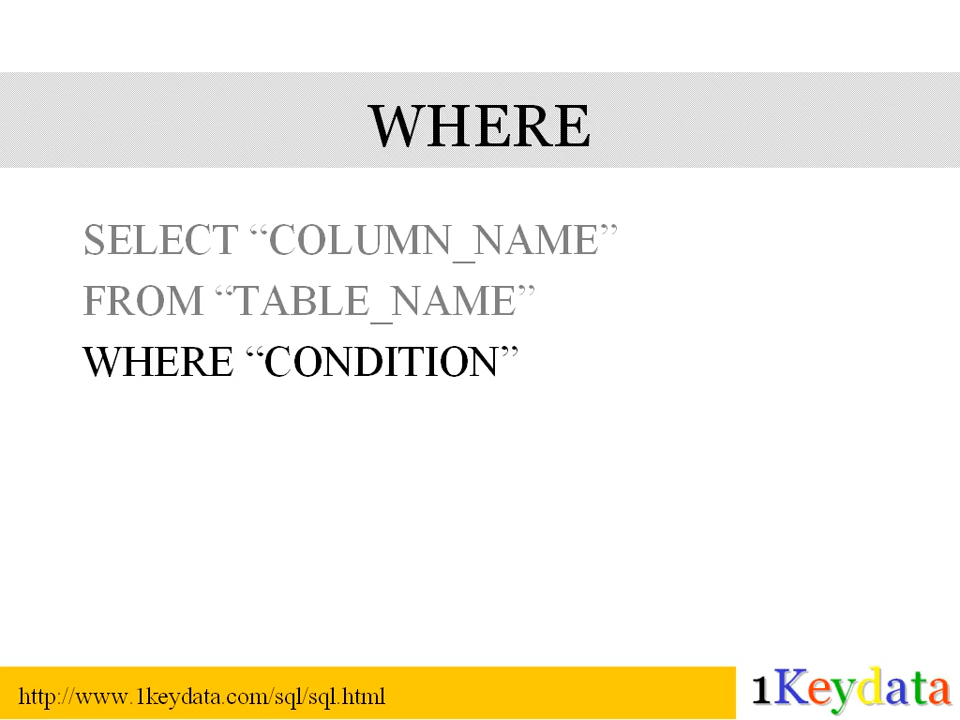 WHERE
SELECT “COLUMN_NAME”
FROM “TABLE_NAME”
WHERE “CONDITION”
http://www.1keydata.com/sql/sql.html
1Keydata